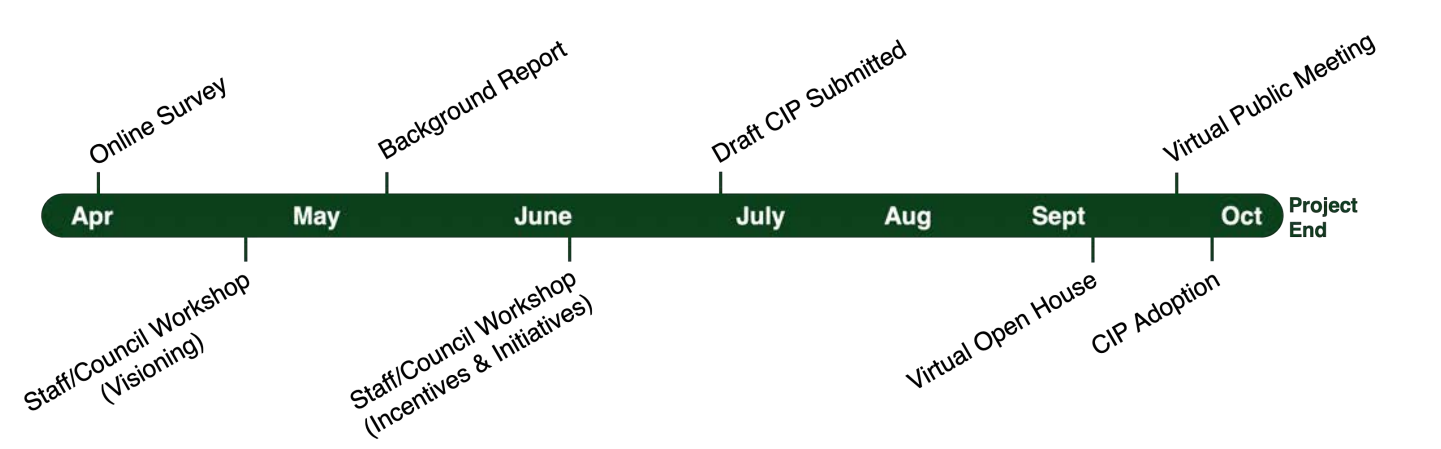 Online Survey
Background Report
Draft CIP Submitted
Virtual Public Meeting
Apr May June July Aug Sept Oct
Project
End
Staff/Council Workshop
(Visioning)
Staff/Council Workshop
(Incentives & Initiatives)
Virtual Open House
CIP Adoption